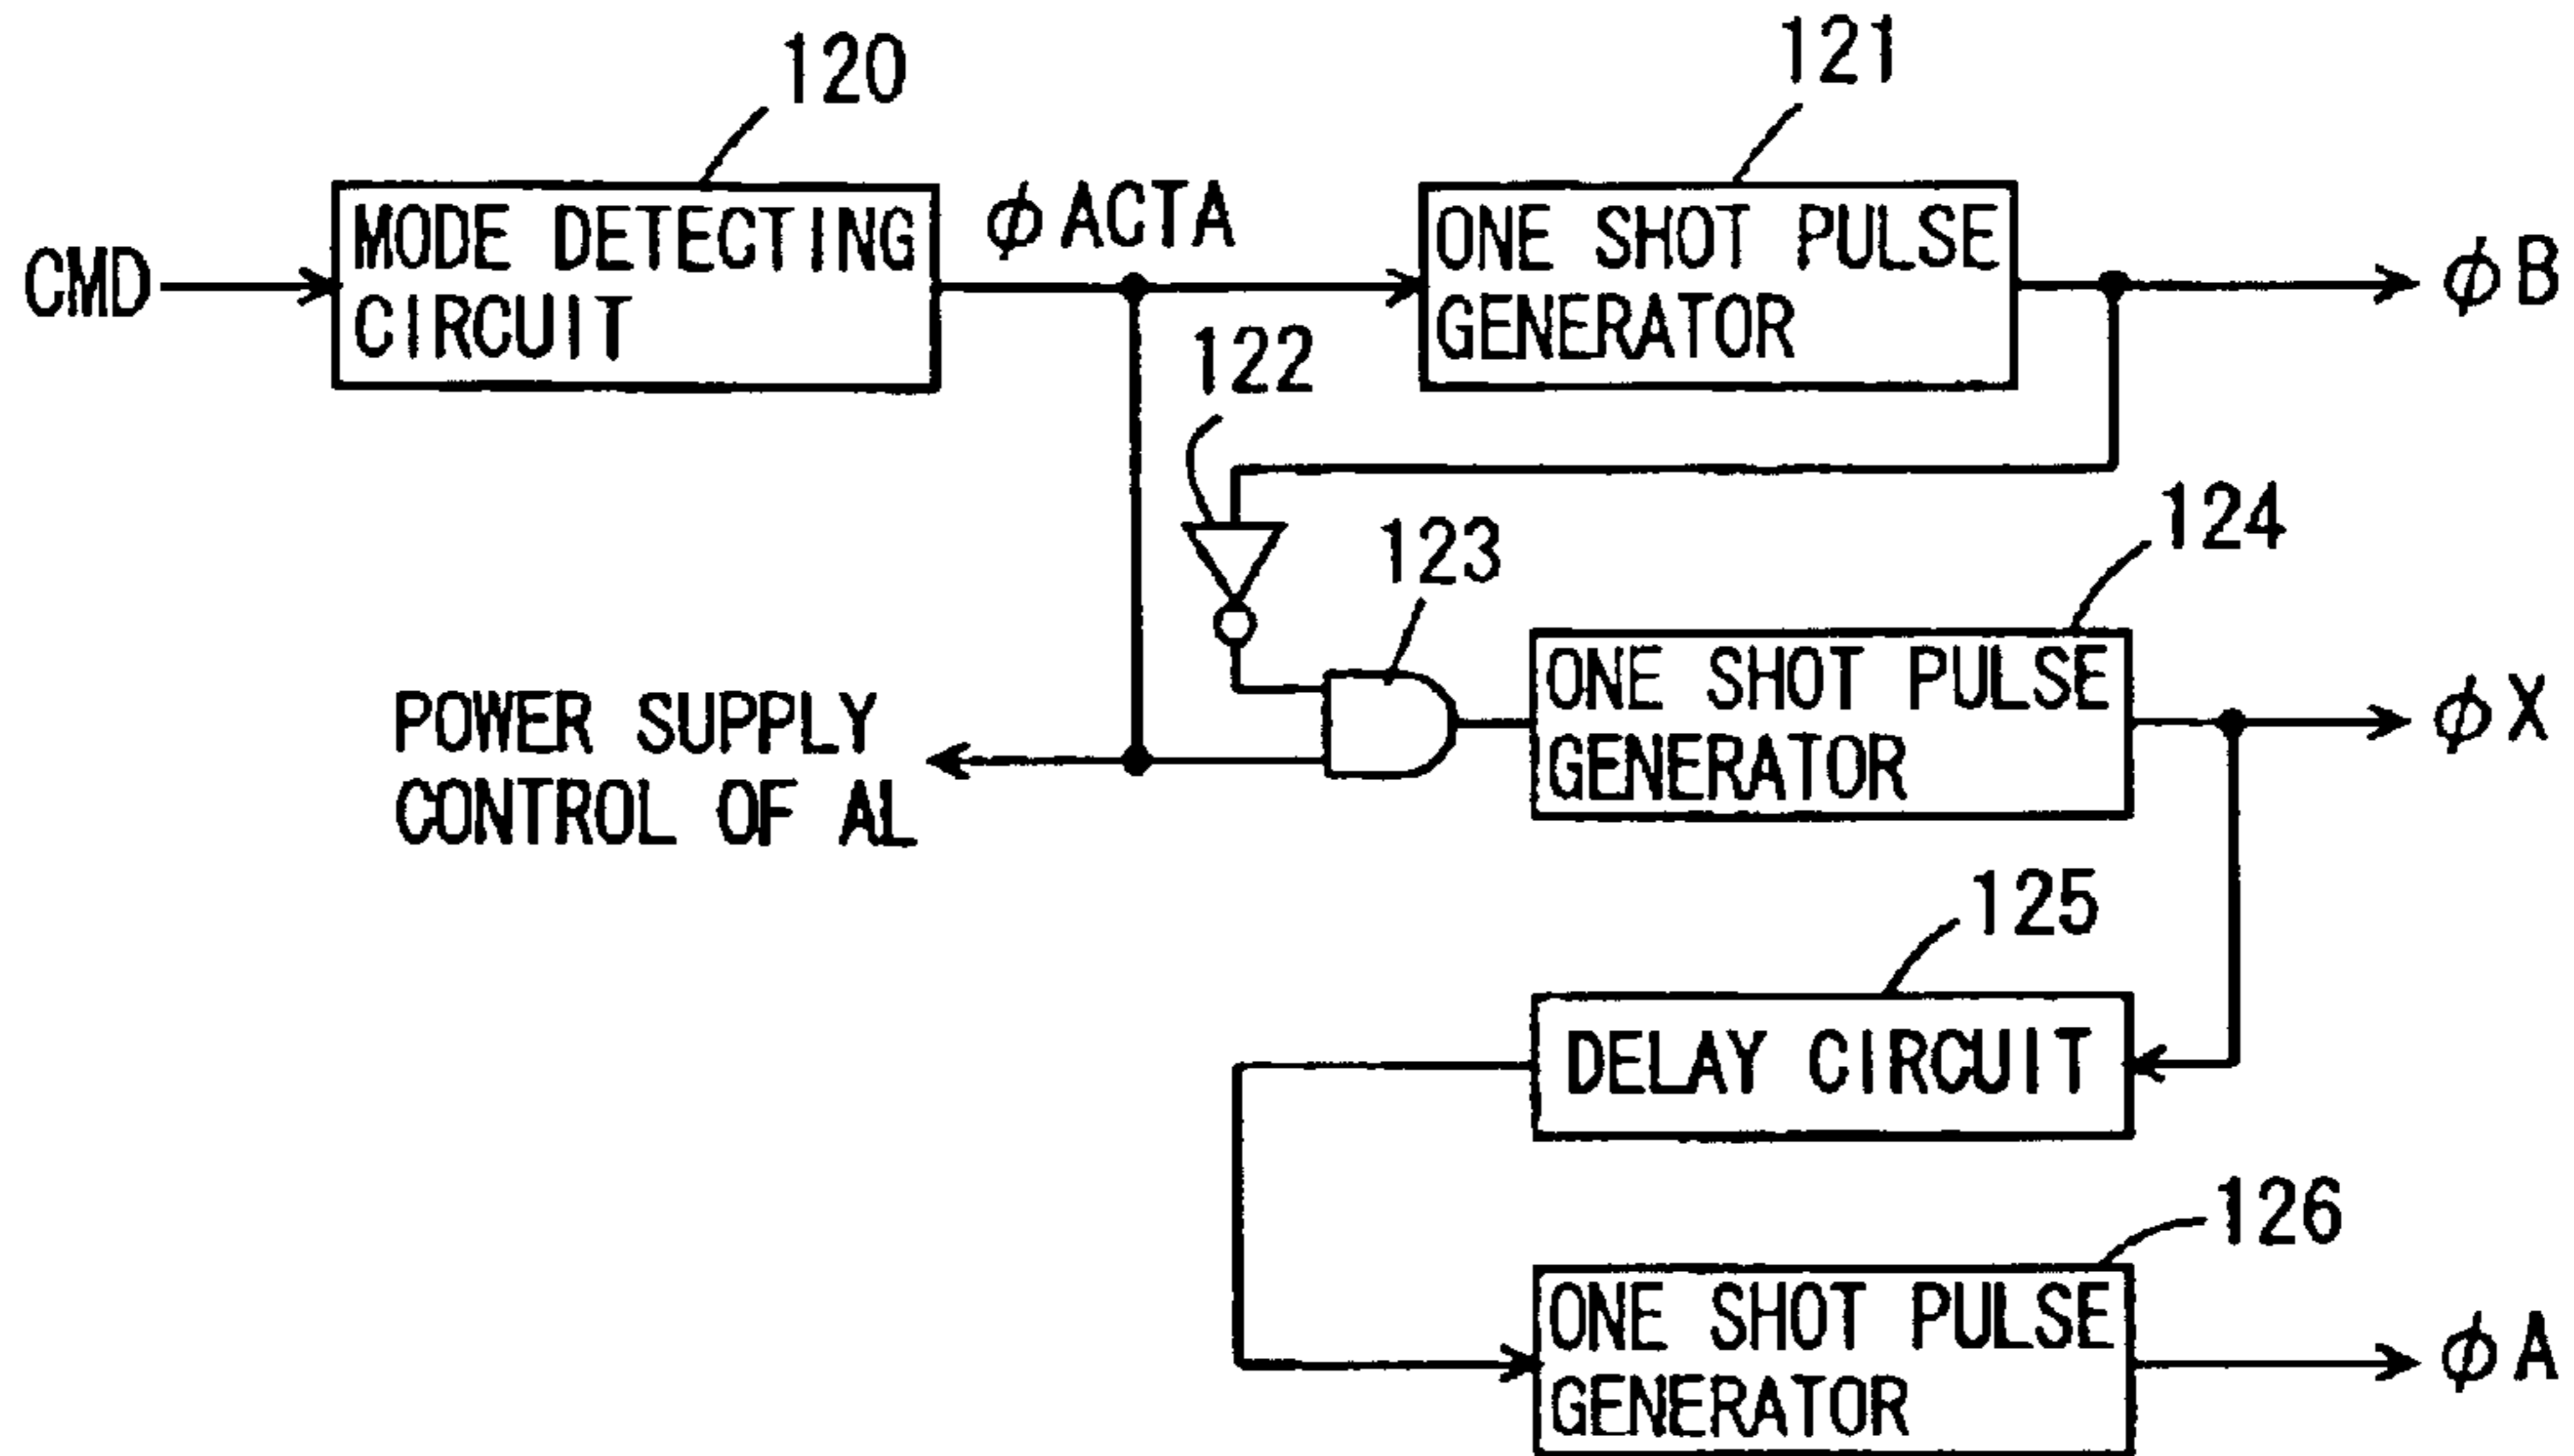 120
121
MODE DETECTING
CIRCUIT
CMD
φACTA
ONE SHOT PULSE
GENERATOR
φB
122
123
124
POWER SUPPLY
CONTROL OF AL
ONE SHOT PULSE
GENERATOR
φX
125
DELAY CIRCUIT
126
ONE SHOT PULSE
GENERATOR
φA